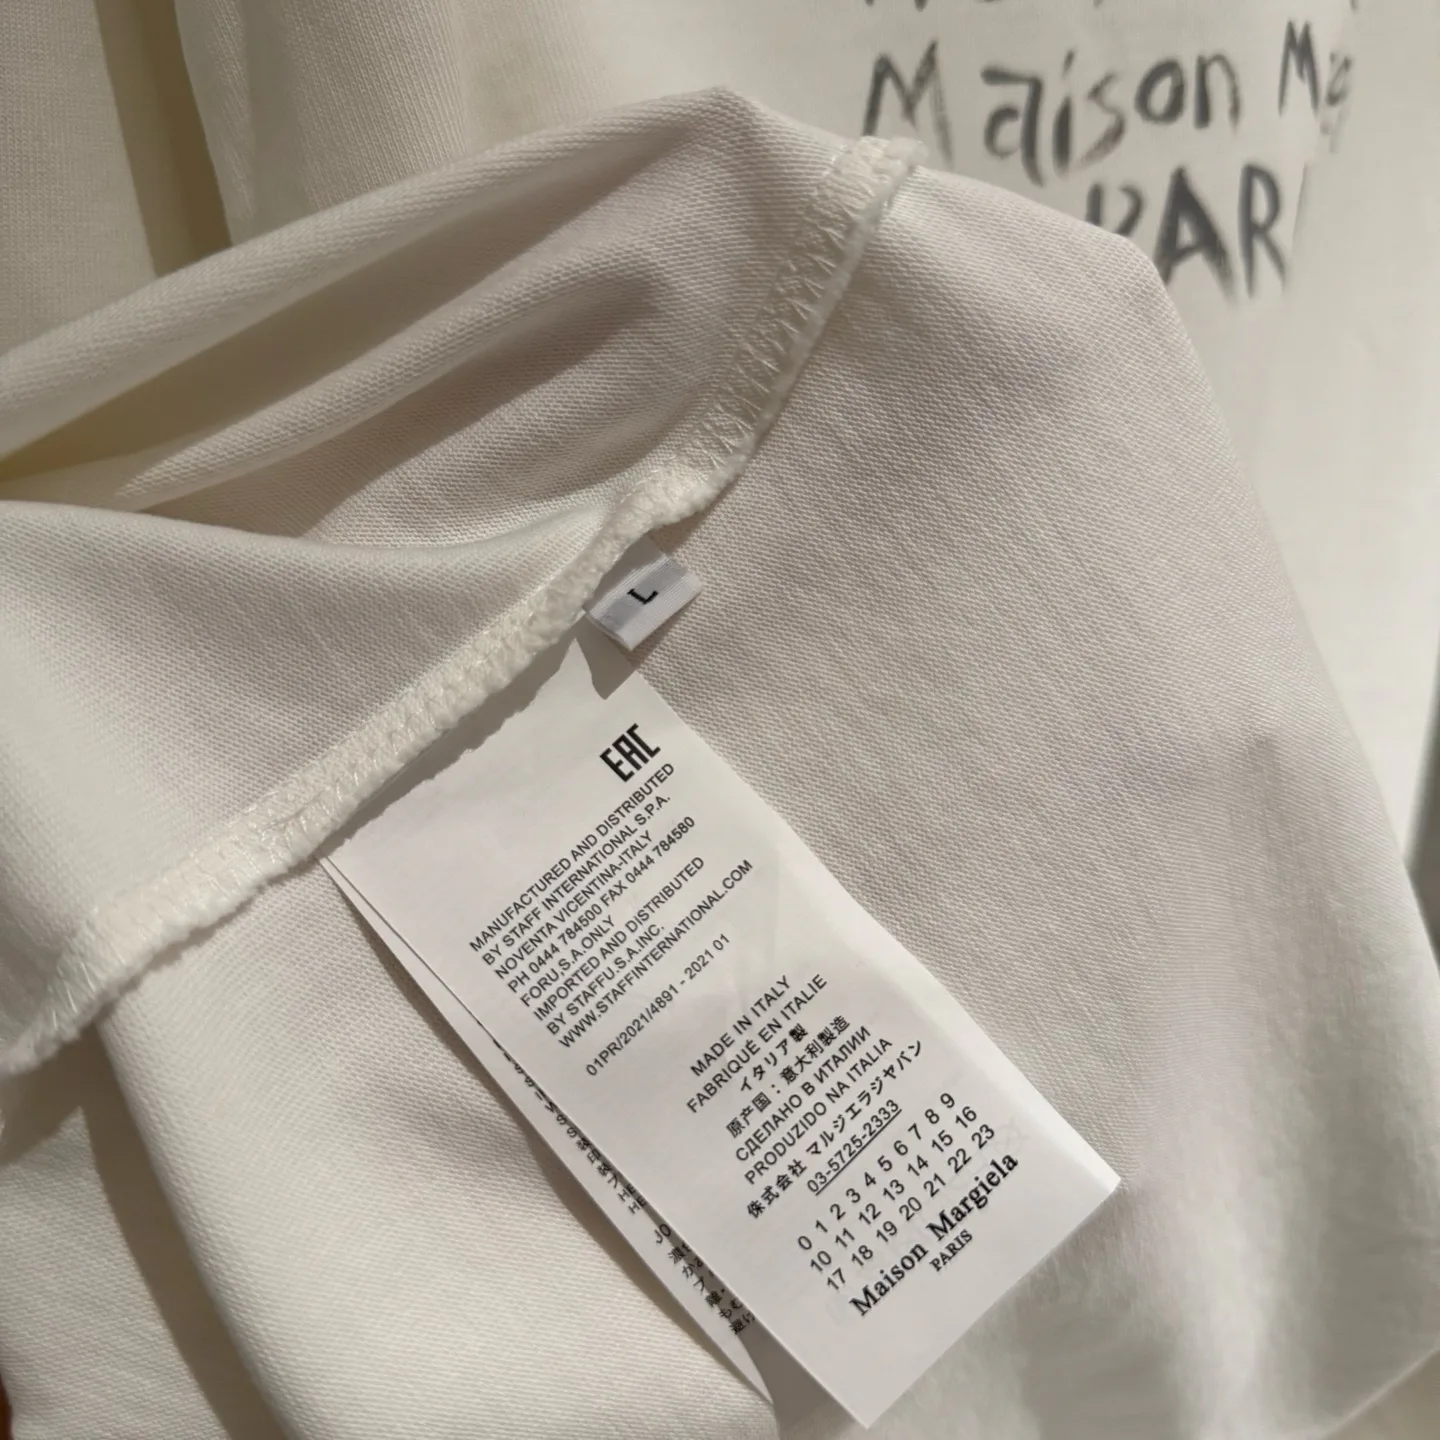 Maison Ma
PAR
L
EAC
MANUFACTURED AND DISTRIBUTED
BY STAFF INTERNATIONAL S.P.A.
NOVENTA VICENTINA-ITALY
PH 0444 784500 FAX 0444 784580
FORU,S.A.ONLY
IMPORTED AND DISTRIBUTED
BY STAFFU.S.A.INC.
WWW.STAFFINTERNATIONAL.COM
01PR/2021/4891 - 2021 01
MADE IN ITALY
FABRIQUÉ EN ITALIE
イタリア製
原产国：意大利製造
СДЕЛАНО В ИТАЛИИ
PRODUZIDO NA ITALIA
侏式会社 マルジエラジヤバン
03-5725-2333
0 1 2 3 4 5 6 7 8 9
10 11 12 13 14 15 16
17 18 19 20 21 22 23
Maison Margiela
PARIS